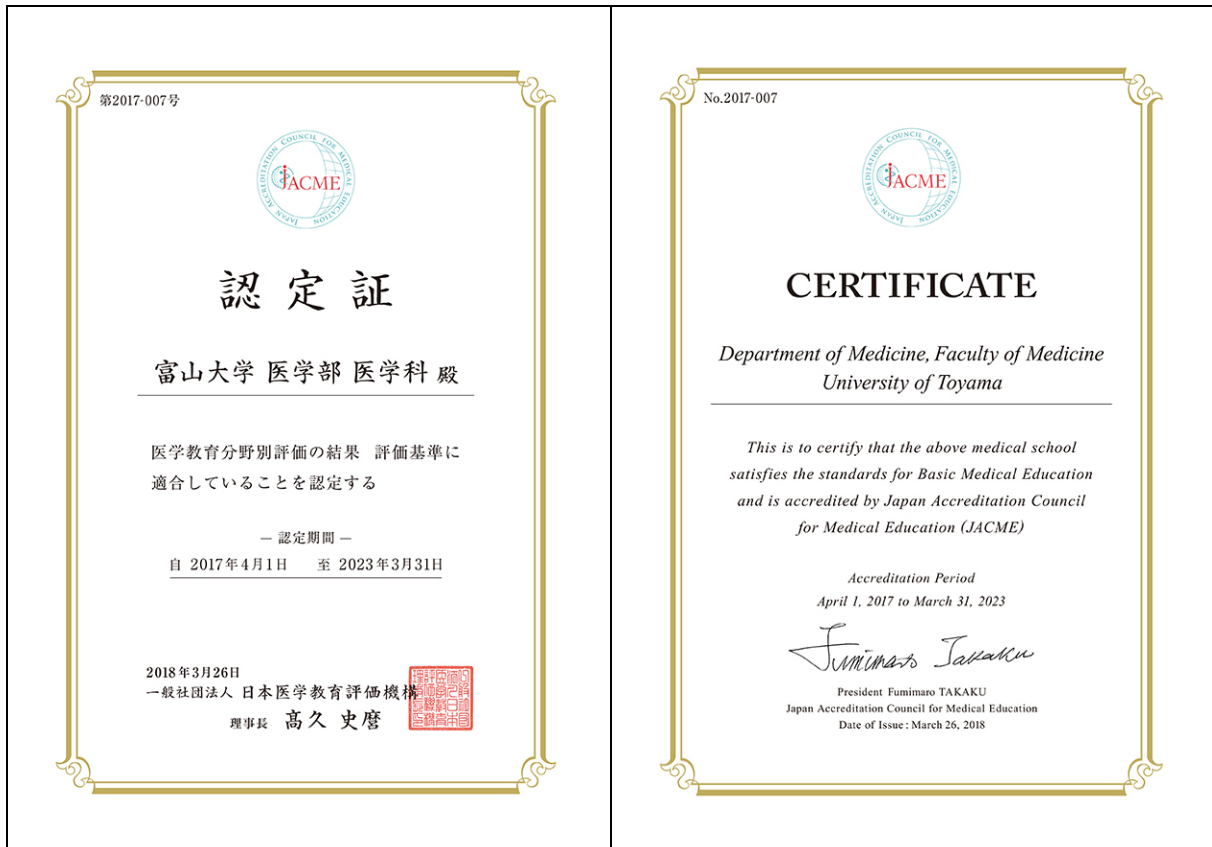 第2017-007号
JAPAN ACCREDITATION COUNCIL FOR MEDICAL EDUCATION
JACME
認定証
富山大学 医学部 医学科 殿
医学教育分野別評価の結果 評価基準に
適合していることを認定する
— 認定期間 —
自 2017年4月1日 至 2023年3月31日
2018年3月26日
一般社団法人 日本医学教育評価機構
理事長 髙久 史麿
No.2017-007
JAPAN ACCREDITATION COUNCIL FOR MEDICAL EDUCATION
JACME
CERTIFICATE
Department of Medicine, Faculty of Medicine
University of Toyama
This is to certify that the above medical school
satisfies the standards for Basic Medical Education
and is accredited by Japan Accreditation Council
for Medical Education (JACME)
Accreditation Period
April 1, 2017 to March 31, 2023
Fumimaro Takaku
President Fumimaro TAKAKU
Japan Accreditation Council for Medical Education
Date of Issue : March 26, 2018